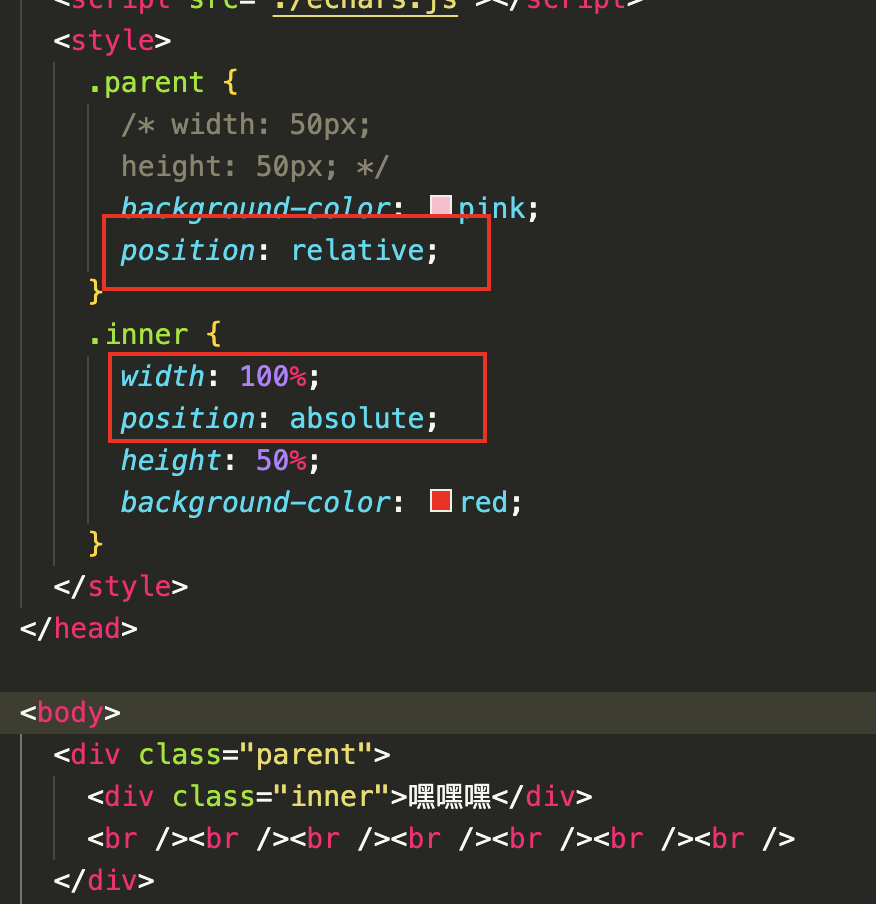 <script src="./echars.js"></script>
<style>
.parent {
/* width: 50px;
height: 50px; */
background-color: pink;
position: relative;
}
.inner {
width: 100%;
position: absolute;
height: 50%;
background-color: red;
}
</style>
</head>
<body>
<div class="parent">
<div class="inner">嘿嘿嘿</div>
<br /><br /><br /><br /><br /><br /><br />
</div>